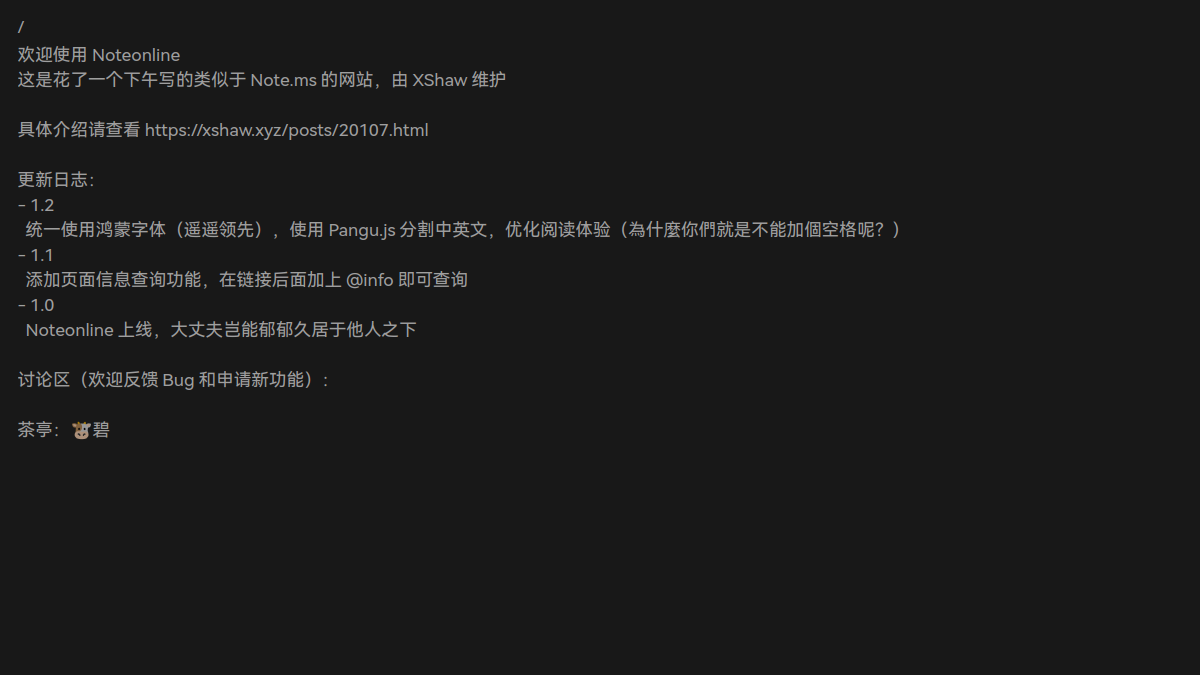 /
欢迎使用 Noteonline
这是花了一个下午写的类似于 Note.ms 的网站，由 XShaw 维护
具体介绍请查看 https://xshaw.xyz/posts/20107.html
更新日志：
- 1.2
统一使用鸿蒙字体（遥遥领先），使用 Pangu.js 分割中英文，优化阅读体验（為什麼你們就是不能加個空格呢？）
- 1.1
添加页面信息查询功能，在链接后面加上 @info 即可查询
- 1.0
Noteonline 上线，大丈夫岂能郁郁久居于他人之下
讨论区（欢迎反馈 Bug 和申请新功能）:
茶亭：🐮碧